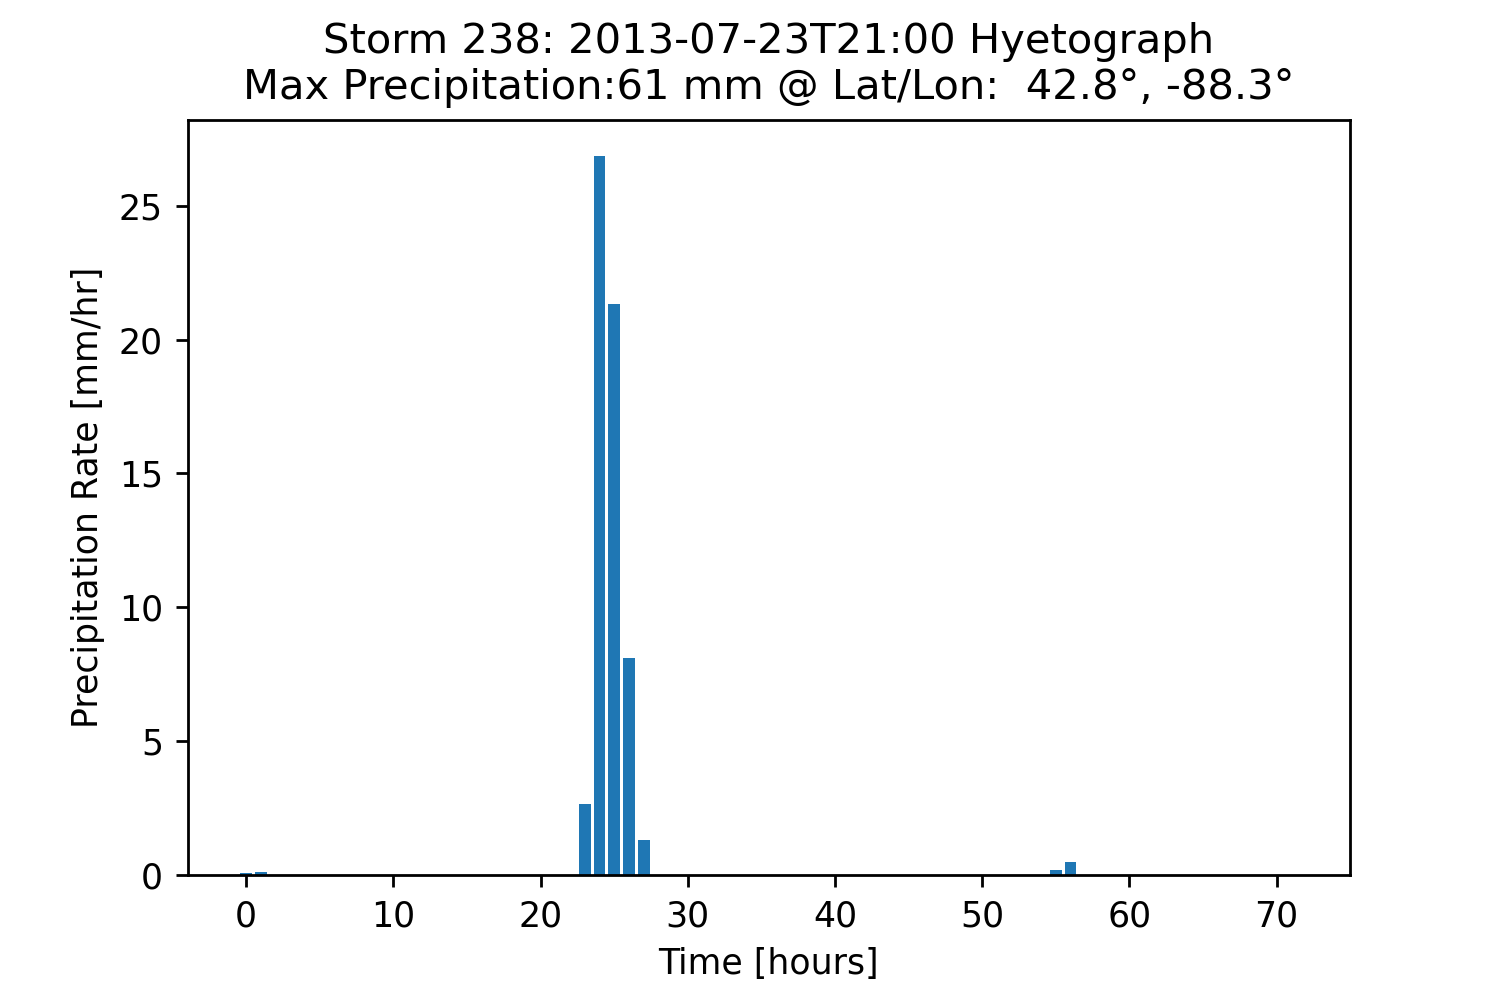 Storm 238: 2013-07-23T21:00 Hyetograph
Max Precipitation:61 mm @ Lat/Lon:  42.8°, -88.3°
Precipitation Rate [mm/hr]
25
20
15
10
5
0
0 10 20 30 40 50 60 70
Time [hours]